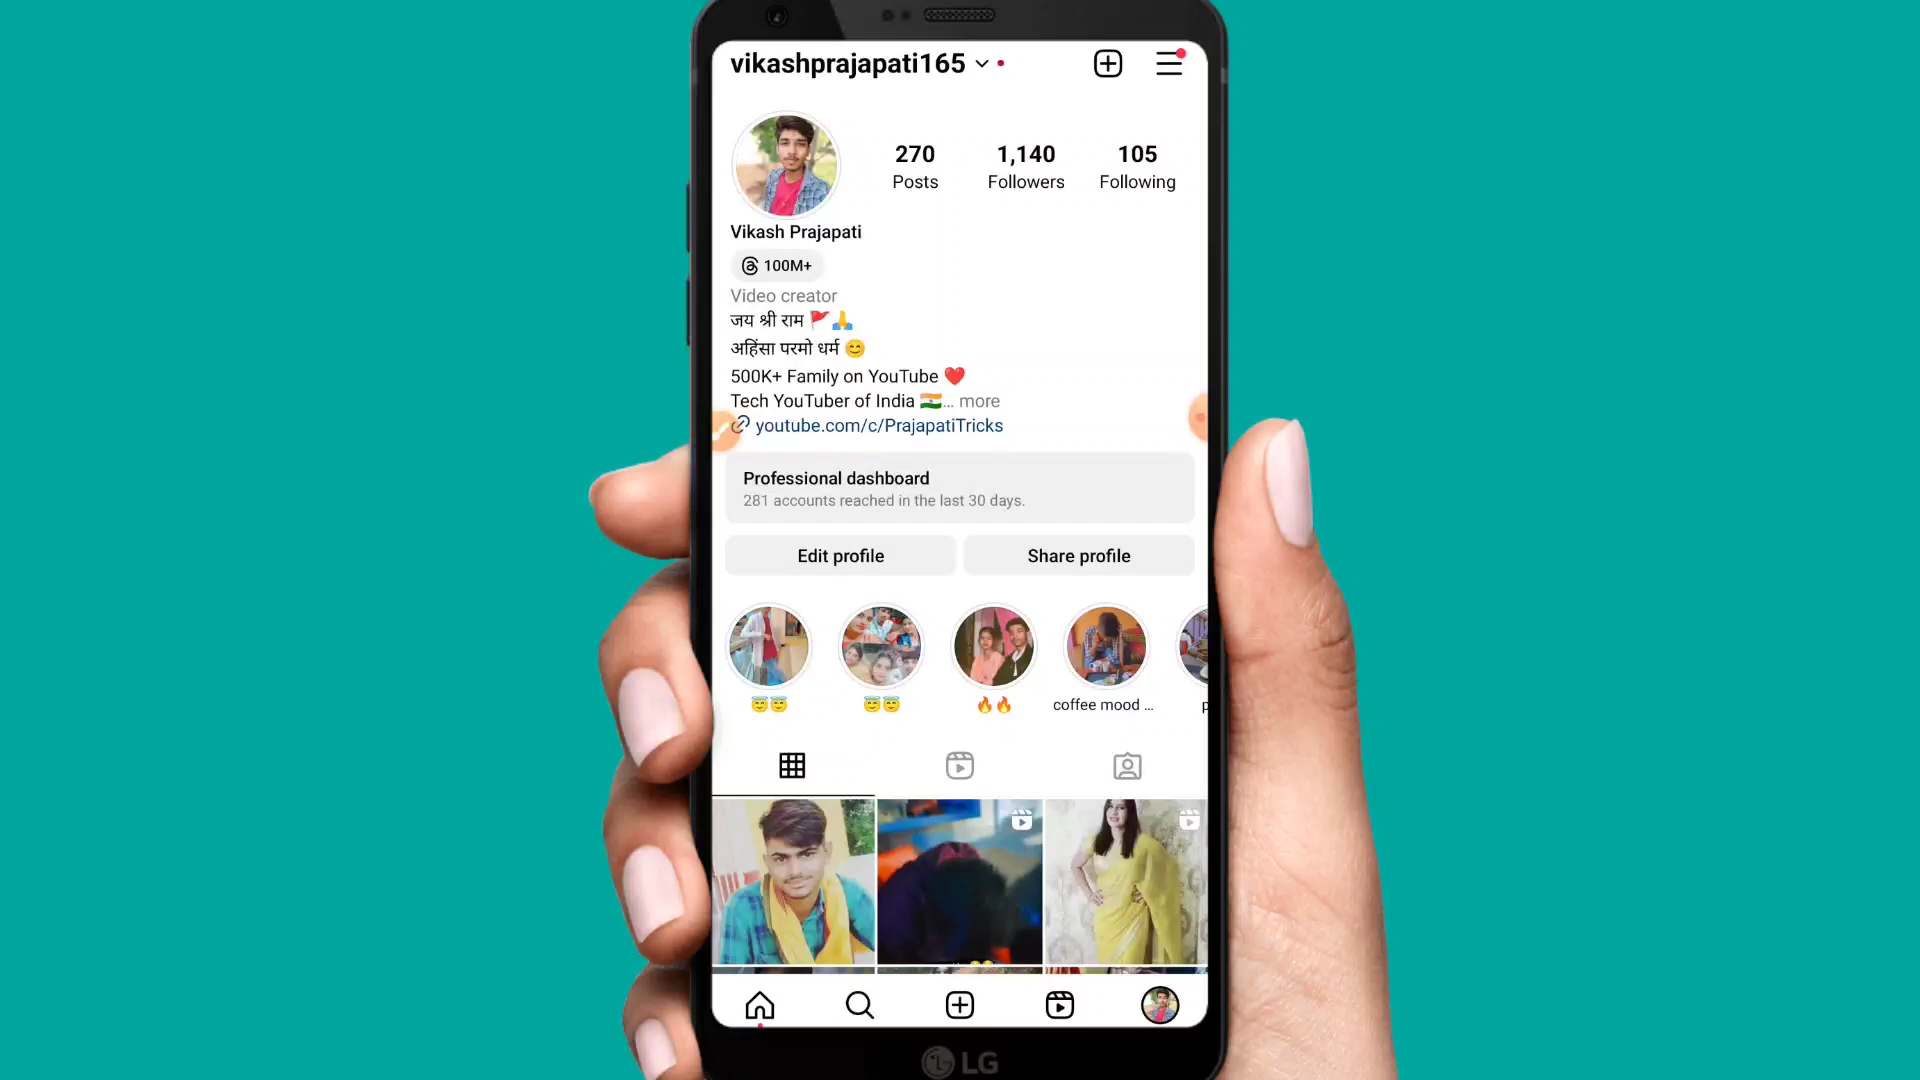 vikashprajapati165
270 1,140 105
Posts Followers Following
Vikash Prajapati
100M+
Video creator
जय श्री राम 🚩🙏
अहिंसा परमो धर्म 😊
500K+ Family on YouTube ❤️
Tech YouTuber of India 🇮🇳... more
youtube.com/c/PrajapatiTricks
Professional dashboard
281 accounts reached in the last 30 days.
Edit profile Share profile
😇😇 😇😇 🔥🔥 coffee mood ... p
LG